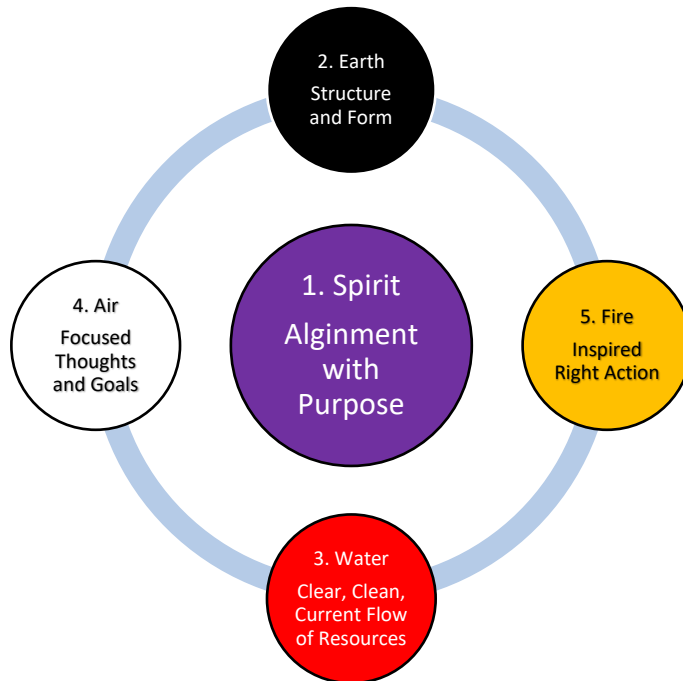 2. Earth
Structure
and Form
4. Air
Focused
Thoughts
and Goals
1. Spirit
Alginment
with
Purpose
5. Fire
Inspired
Right Action
3. Water
Clear, Clean,
Current Flow
of Resources